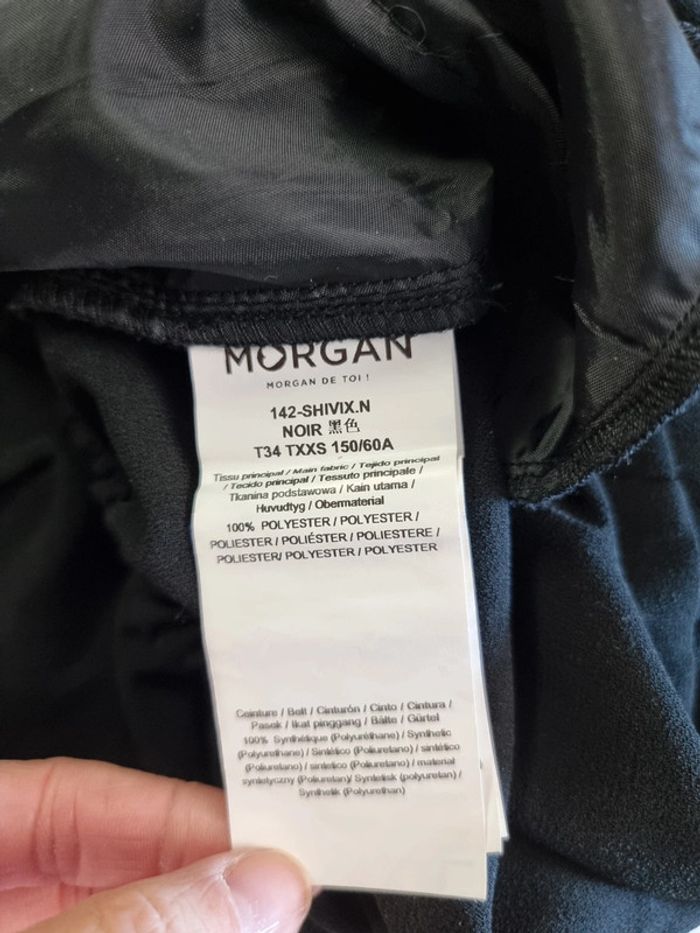 MORGAN
MORGAN DE TOI !
142-SHIVIX.N
NOIR 黑色
T34 TXXS 150/60A
Tissu principal / Main fabric / Tejido principal
/ Tecido principal / Tessuto principale /
Tkanina podstawowa / Kain utama /
Huvudtyg / Obermaterial
100% POLYESTER / POLYESTER /
POLIESTER / POLIÉSTER / POLIESTERE /
POLIESTER/ POLYESTER / POLYESTER
Ceinture / Belt / Cinturón / Cinto / Cintura /
Pasek / Ikat pinggang / Bälte / Gürtel
100% Synthétique (Polyuréthane) / Synthetic
(Polyurethane) / Sintético (Poliuretano) / sintético
(Poliuretano) / sintetico (Poliuretano) / materiał
syntetyczny (Poliuretan)/ Syntetisk (polyuretan) /
Synthetik (Polyurethan)